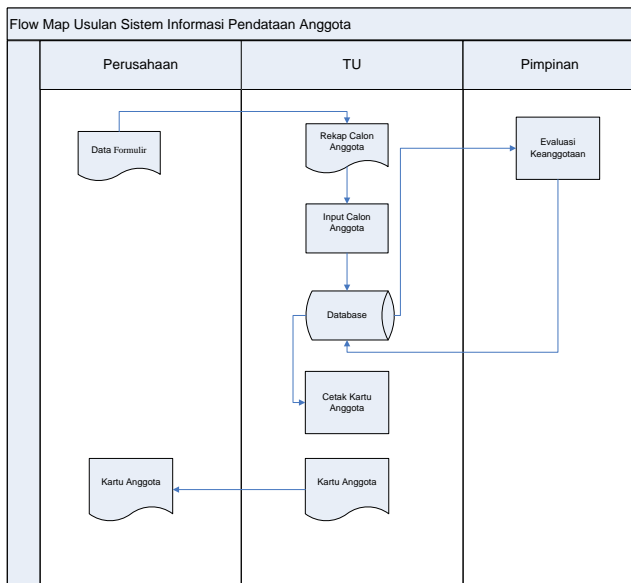 Flow Map Usulan Sistem Informasi Pendataan Anggota
Perusahaan
TU
Pimpinan
Data Formulir
Rekap Calon
Anggota
Evaluasi
Keanggotaan
Input Calon
Anggota
Database
Cetak Kartu
Anggota
Kartu Anggota
Kartu Anggota